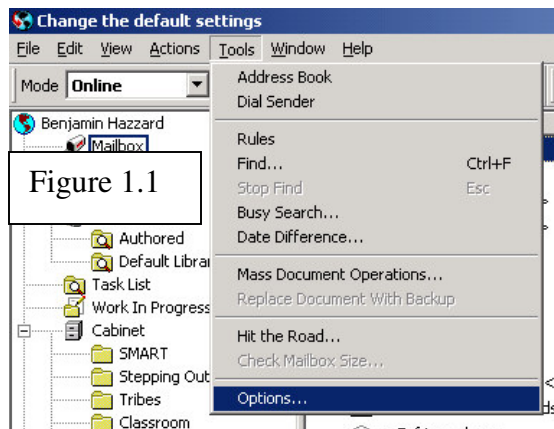 Change the default settings
File Edit View Actions Tools Window Help
Mode Online
Address Book
Dial Sender
Rules
Find... Ctrl+F
Stop Find Esc
Busy Search...
Date Difference...
Mass Document Operations...
Replace Document With Backup
Hit the Road...
Check Mailbox Size...
Options...
Benjamin Hazzard
Mailbox
Figure 1.1
Authored
Default Librar
Task List
Work In Progress
Cabinet
SMART
Stepping Out
Tribes
Classroom